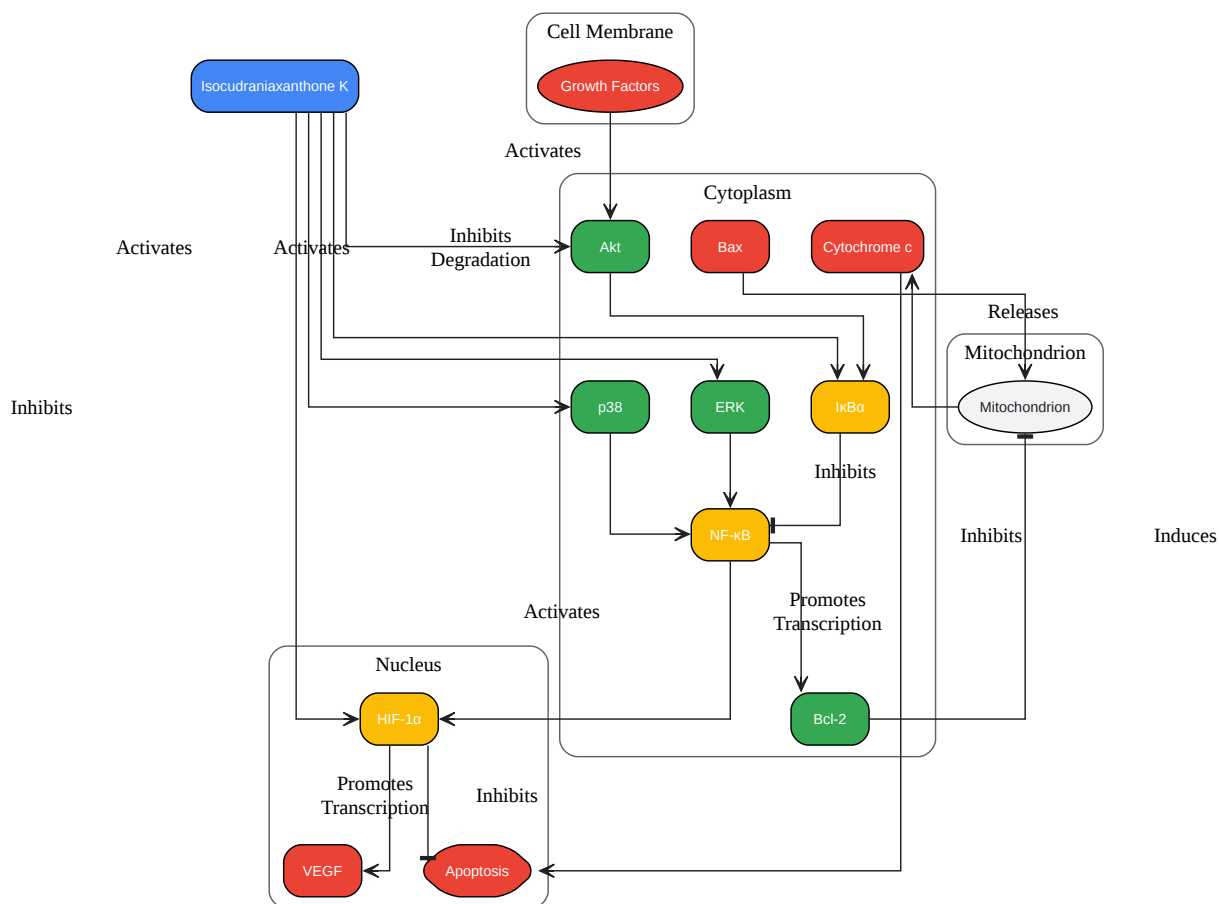 Cell Membrane
Isocudraniaxanthone K
Growth Factors
Activates
Cytoplasm
Activates
Activates
Inhibits
Degradation
Akt
Bax
Cytochrome c
Releases
Mitochondrion
Inhibits
p38
ERK
IκBα
Mitochondrion
Inhibits
NF-κB
Inhibits
Induces
Activates
Promotes
Transcription
Nucleus
HIF-1α
Bcl-2
Promotes
Transcription
Inhibits
VEGF
Apoptosis